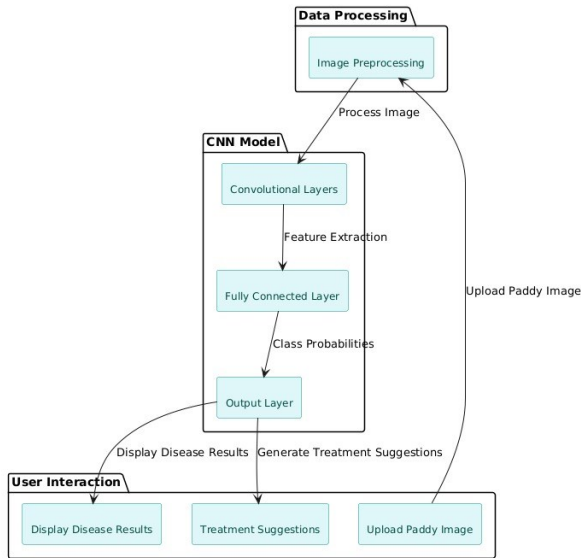 Data Processing
Image Preprocessing
Process Image
CNN Model
Convolutional Layers
Feature Extraction
Fully Connected Layer
Upload Paddy Image
Class Probabilities
Output Layer
Display Disease Results
Generate Treatment Suggestions
User Interaction
Display Disease Results
Treatment Suggestions
Upload Paddy Image